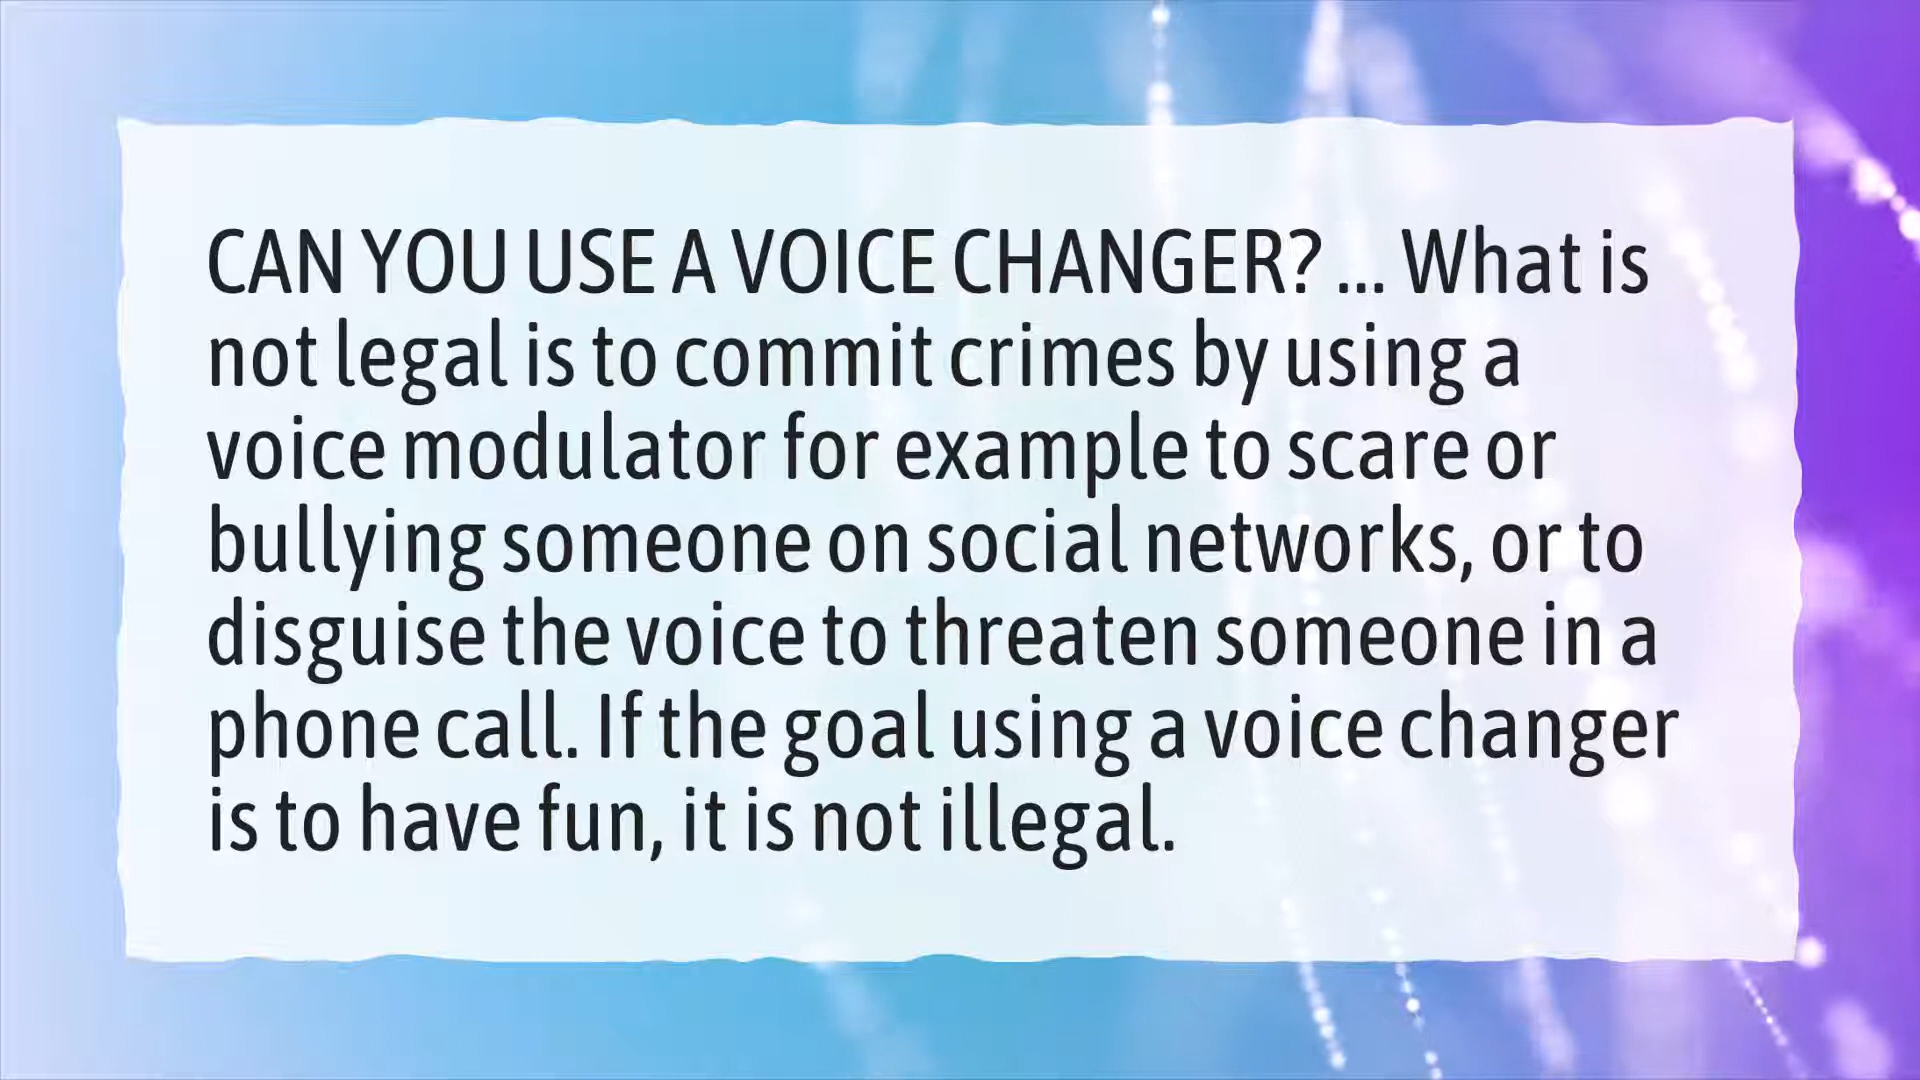 CAN YOU USE A VOICE CHANGER? ... What is
not legal is to commit crimes by using a
voice modulator for example to scare or
bullying someone on social networks, or to
disguise the voice to threaten someone in a
phone call. If the goal using a voice changer
is to have fun, it is not illegal.